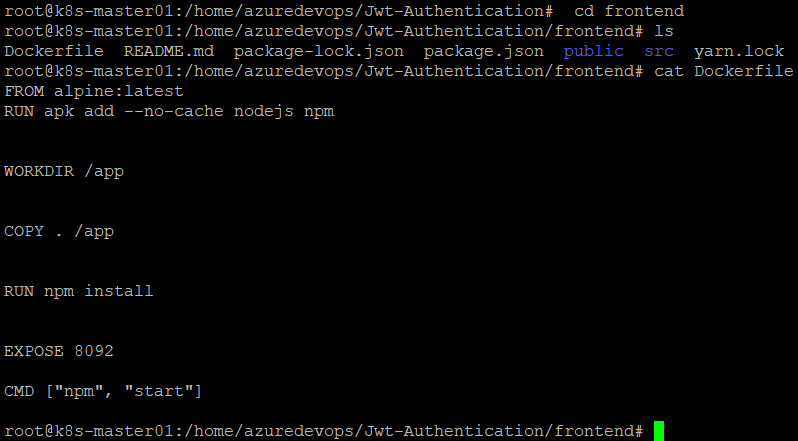 root@k8s-master01:/home/azuredevops/Jwt-Authentication#  cd frontend
root@k8s-master01:/home/azuredevops/Jwt-Authentication/frontend# ls
Dockerfile  README.md  package-lock.json  package.json  public  src  yarn.lock
root@k8s-master01:/home/azuredevops/Jwt-Authentication/frontend# cat Dockerfile
FROM alpine:latest
RUN apk add --no-cache nodejs npm
WORKDIR /app
COPY . /app
RUN npm install
EXPOSE 8092
CMD ["npm", "start"]
root@k8s-master01:/home/azuredevops/Jwt-Authentication/frontend#